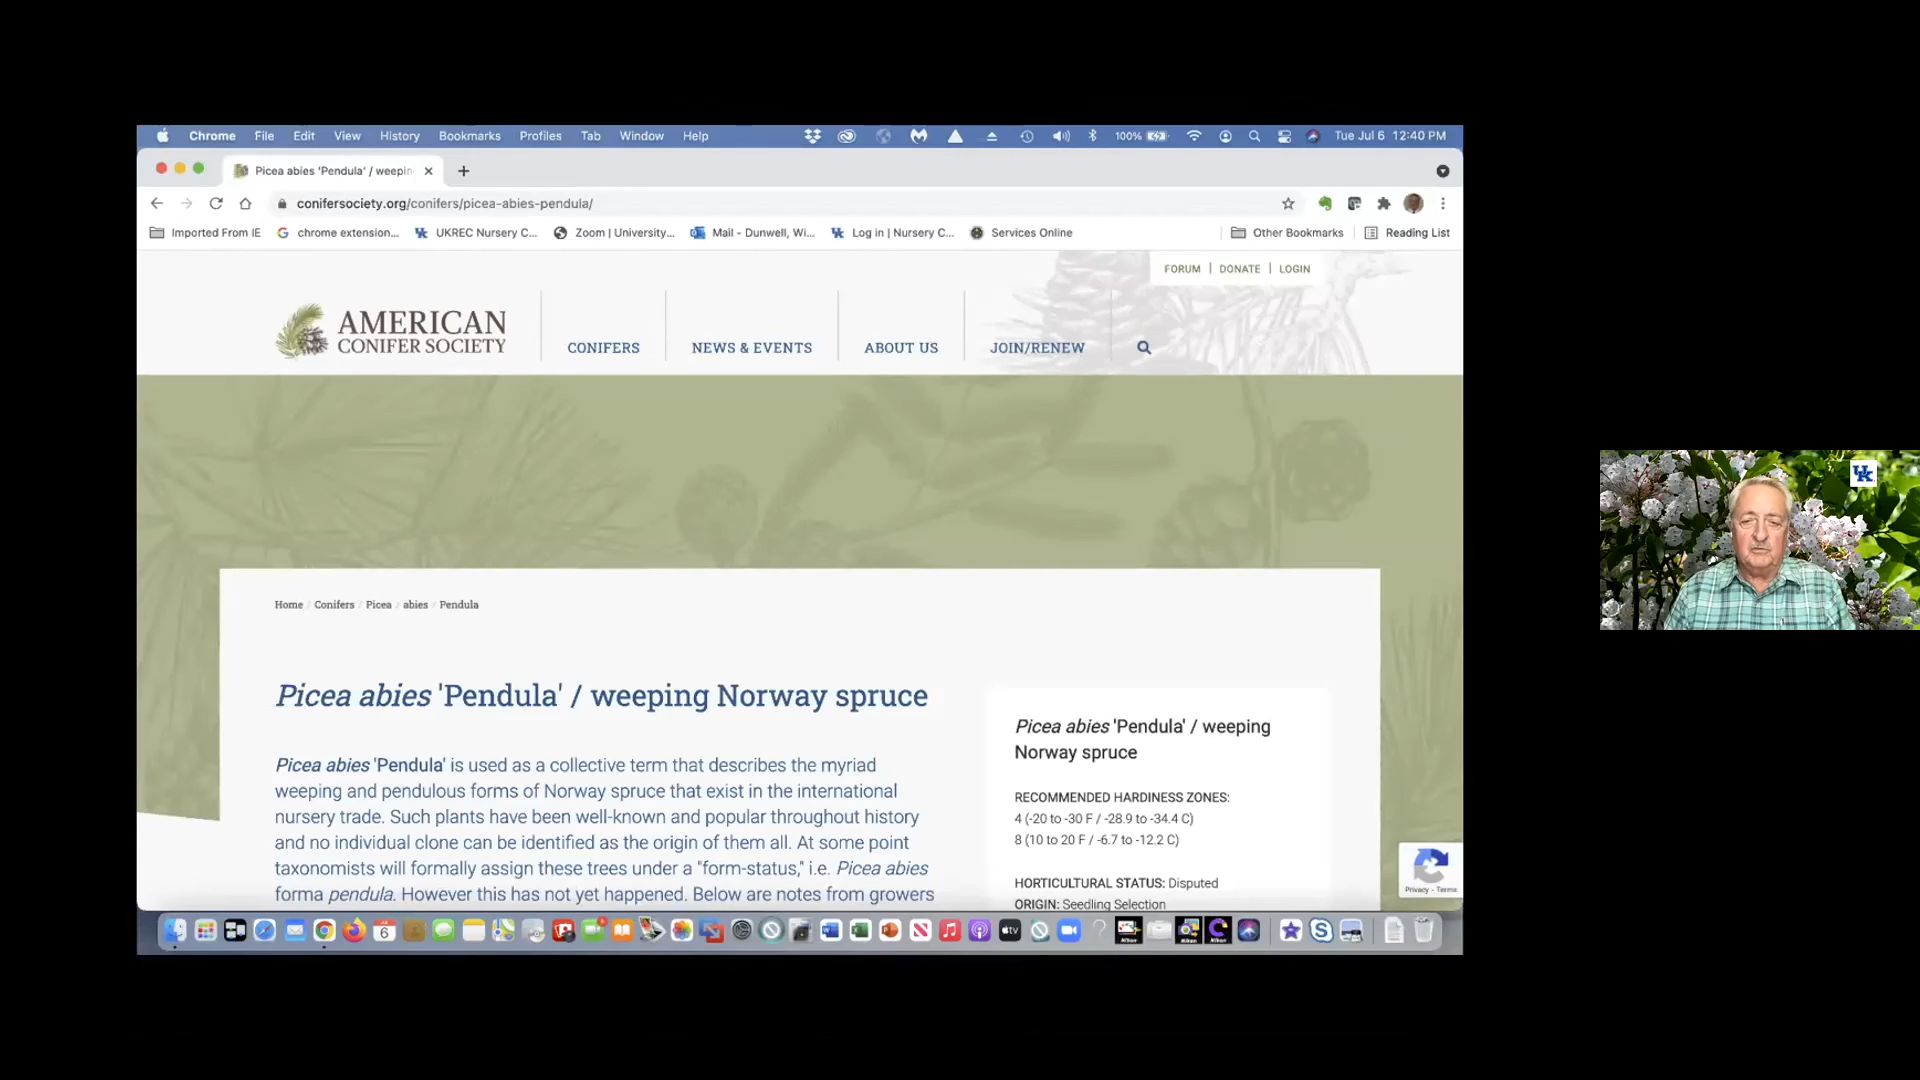 Chrome File Edit View History Bookmarks Profiles Tab Window Help 100% Tue Jul 6 12:40 PM
Picea abies 'Pendula' / weepin
conifersociety.org/conifers/picea-abies-pendula/
Imported From IE chrome extension... UKREC Nursery C... Zoom | University... Mail - Dunwell, Wi... Log in | Nursery C... Services Online Other Bookmarks Reading List
FORUM | DONATE | LOGIN
AMERICAN
CONIFER SOCIETY
CONIFERS NEWS & EVENTS ABOUT US JOIN/RENEW
UK
Home / Conifers / Picea / abies / Pendula
Picea abies 'Pendula' / weeping Norway spruce
Picea abies 'Pendula' is used as a collective term that describes the myriad
weeping and pendulous forms of Norway spruce that exist in the international
nursery trade. Such plants have been well-known and popular throughout history
and no individual clone can be identified as the origin of them all. At some point
taxonomists will formally assign these trees under a "form-status," i.e. Picea abies
forma pendula. However this has not yet happened. Below are notes from growers
Picea abies 'Pendula' / weeping
Norway spruce
RECOMMENDED HARDINESS ZONES:
4 (-20 to -30 F / -28.9 to -34.4 C)
8 (10 to 20 F / -6.7 to -12.2 C)
HORTICULTURAL STATUS: Disputed
ORIGIN: Seedling Selection
Privacy - Terms
6
tv
Nikon
Nikon
Nikon